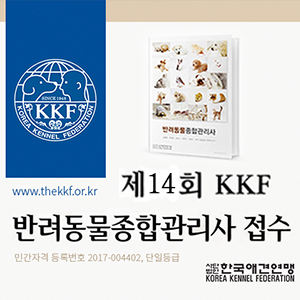 SINCE 1956
KKF
KOREA KENNEL FEDERATION
반려동물종합관리사
www.thekkf.or.kr
제14회 KKF
반려동물종합관리사 접수
민간자격 등록번호 2017-004402, 단일등급
사단법인 한국애견연맹
KOREA KENNEL FEDERATION